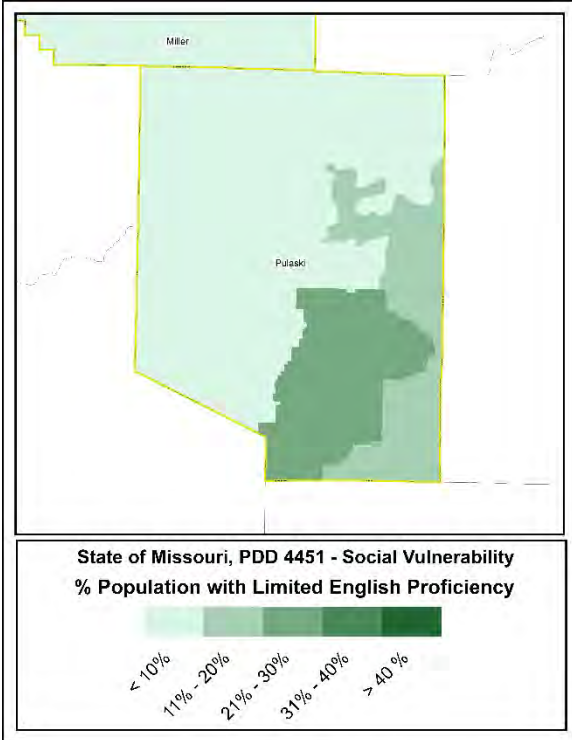 Miller
Pulaski
State of Missouri, PDD 4451 - Social Vulnerability
% Population with Limited English Proficiency
< 10%
11% - 20%
21% - 30%
31% - 40%
> 40 %